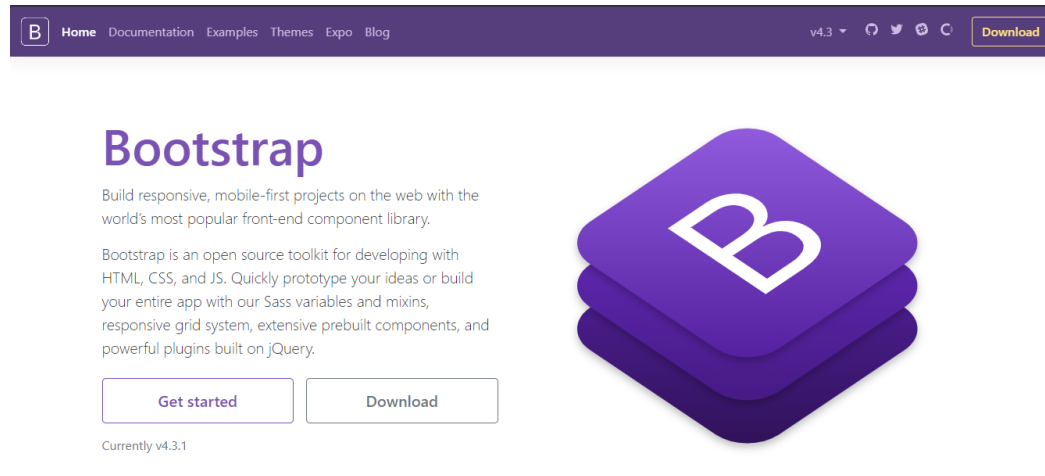 B Home Documentation Examples Themes Expo Blog v4.3 Download
Bootstrap
Build responsive, mobile-first projects on the web with the
world's most popular front-end component library.
Bootstrap is an open source toolkit for developing with
HTML, CSS, and JS. Quickly prototype your ideas or build
your entire app with our Sass variables and mixins,
responsive grid system, extensive prebuilt components, and
powerful plugins built on jQuery.
Get started Download
Currently v4.3.1
B